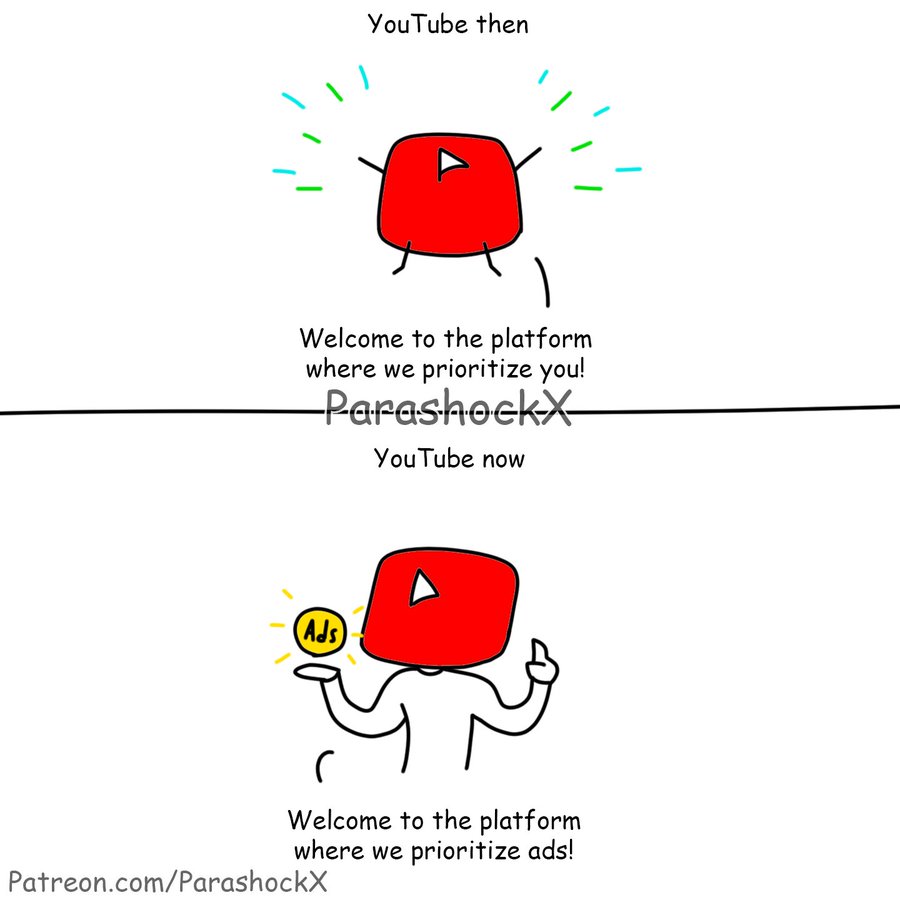 YouTube then
Welcome to the platform
where we prioritize you!
ParashockX
YouTube now
Ads
Welcome to the platform
where we prioritize ads!
Patreon.com/ParashockX